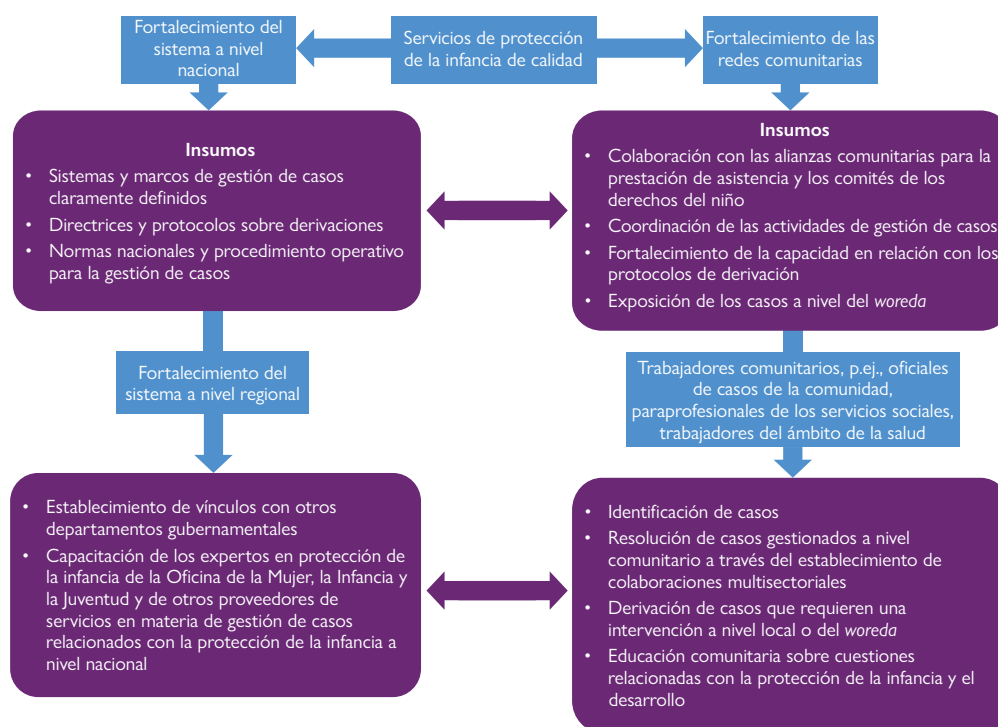 Fortalecimiento del
sistema a nivel
nacional
Servicios de protección
de la infancia de calidad
Fortalecimiento de las
redes comunitarias
Insumos
• Sistemas y marcos de gestión de casos
claramente definidos
• Directrices y protocolos sobre derivaciones
• Normas nacionales y procedimiento operativo
para la gestión de casos
Insumos
• Colaboración con las alianzas comunitarias para la
prestación de asistencia y los comités de los
derechos del niño
• Coordinación de las actividades de gestión de casos
• Fortalecimiento de la capacidad en relación con los
protocolos de derivación
• Exposición de los casos a nivel del woreda
Fortalecimiento del
sistema a nivel regional
Trabajadores comunitarios, p.ej., oficiales
de casos de la comunidad,
paraprofesionales de los servicios sociales,
trabajadores del ámbito de la salud
• Establecimiento de vínculos con otros
departamentos gubernamentales
• Capacitación de los expertos en protección de
la infancia de la Oficina de la Mujer, la Infancia y
la Juventud y de otros proveedores de
servicios en materia de gestión de casos
relacionados con la protección de la infancia a
nivel nacional
• Identificación de casos
• Resolución de casos gestionados a nivel
comunitario a través del establecimiento de
colaboraciones multisectoriales
• Derivación de casos que requieren una
intervención a nivel local o del woreda
• Educación comunitaria sobre cuestiones
relacionadas con la protección de la infancia y el
desarrollo